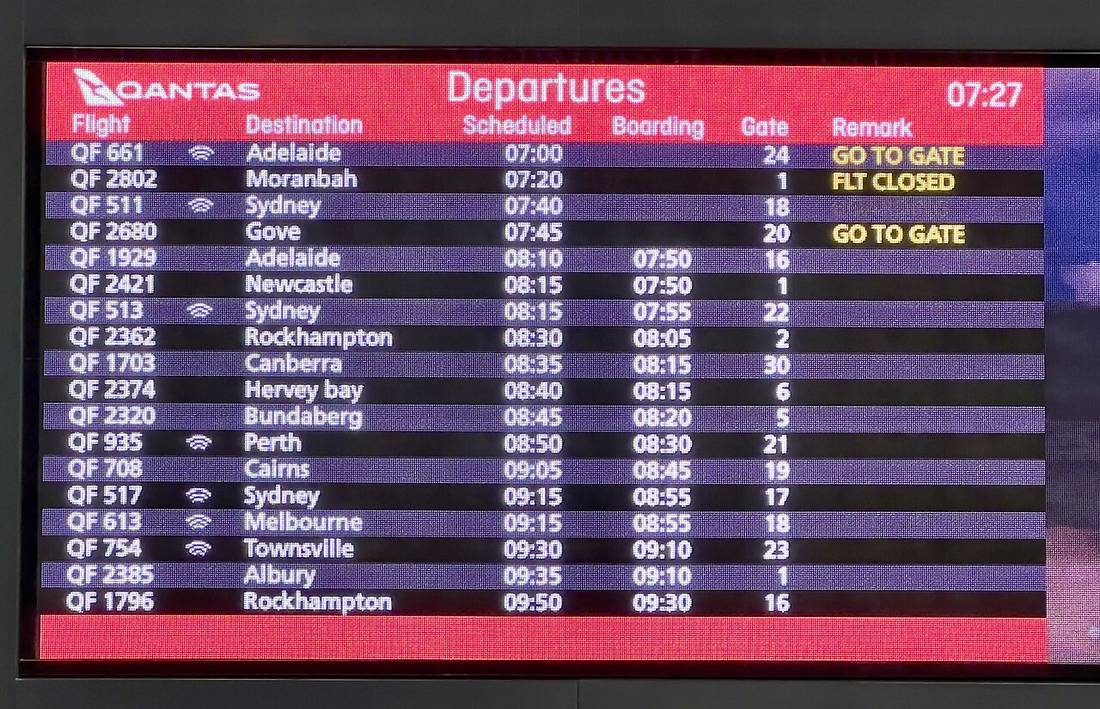 QANTAS Departures 07:27
Flight Destination Scheduled Boarding Gate Remark
QF 661 Adelaide 07:00 24 GO TO GATE
QF 2802 Moranbah 07:20 1 FLT CLOSED
QF 511 Sydney 07:40 18
QF 2680 Gove 07:45 20 GO TO GATE
QF 1929 Adelaide 08:10 07:50 16
QF 2421 Newcastle 08:15 07:50 1
QF 513 Sydney 08:15 07:55 22
QF 2362 Rockhampton 08:30 08:05 2
QF 1703 Canberra 08:35 08:15 30
QF 2374 Hervey bay 08:40 08:15 6
QF 2320 Bundaberg 08:45 08:20 5
QF 935 Perth 08:50 08:30 21
QF 708 Cairns 09:05 08:45 19
QF 517 Sydney 09:15 08:55 17
QF 613 Melbourne 09:15 08:55 18
QF 754 Townsville 09:30 09:10 23
QF 2385 Albury 09:35 09:10 1
QF 1796 Rockhampton 09:50 09:30 16